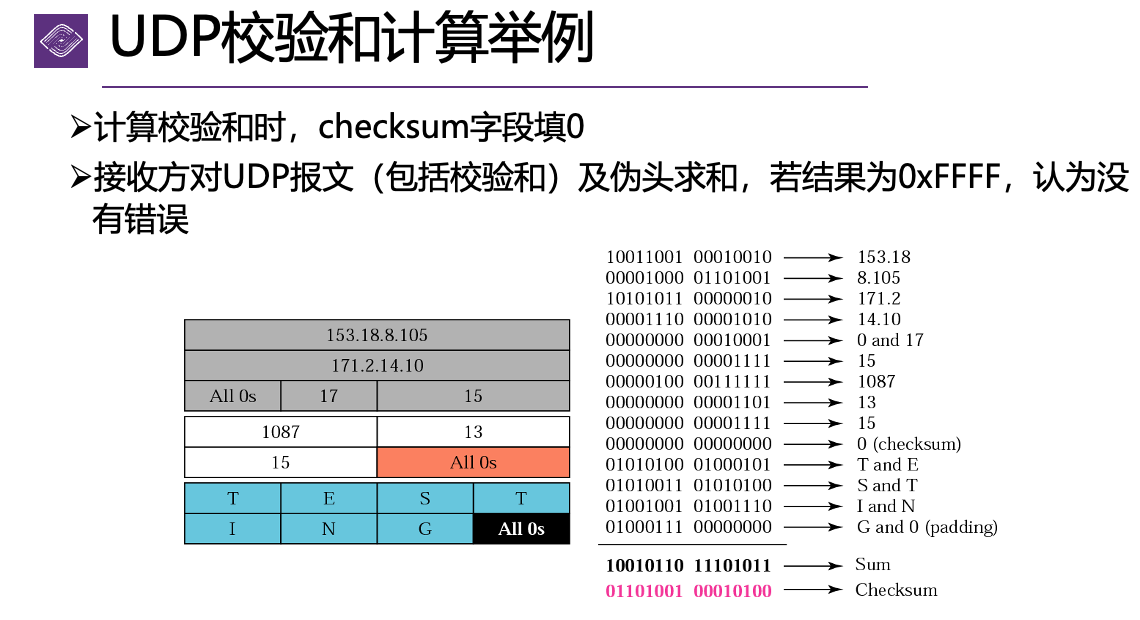 UDP校验和计算举例
➢计算校验和时，checksum字段填0
➢接收方对UDP报文（包括校验和）及伪头求和，若结果为0xFFFF，认为没
有错误
153.18.8.105
171.2.14.10
All 0s 17 15
1087 13
15 All 0s
T E S T
I N G All 0s
10011001 00010010 153.18
00001000 01101001 8.105
10101011 00000010 171.2
00001110 00001010 14.10
00000000 00010001 0 and 17
00000000 00001111 15
00000100 00111111 1087
00000000 00001101 13
00000000 00001111 15
00000000 00000000 0 (checksum)
01010100 01000101 T and E
01010011 01010100 S and T
01001001 01001110 I and N
01000111 00000000 G and 0 (padding)
10010110 11101011 Sum
01101001 00010100 Checksum